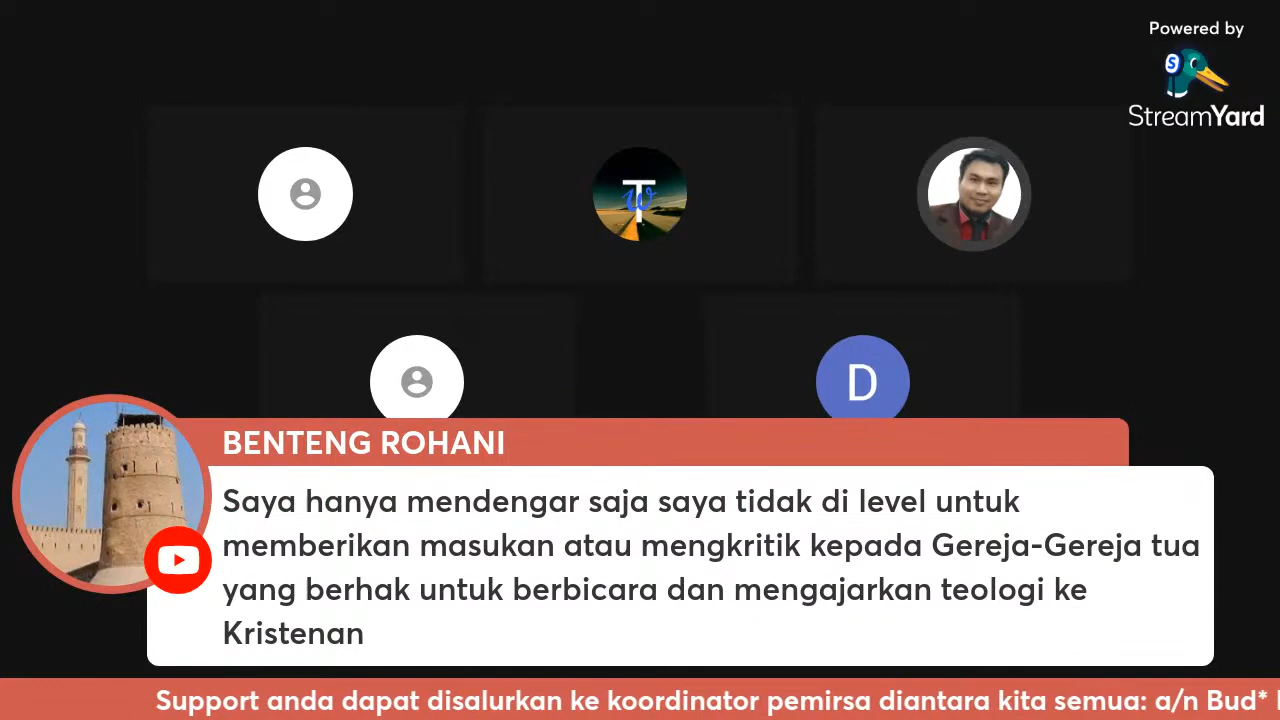 Powered by
StreamYard
T
w
D
BENTENG ROHANI
Saya hanya mendengar saja saya tidak di level untuk
memberikan masukan atau mengkritik kepada Gereja-Gereja tua
yang berhak untuk berbicara dan mengajarkan teologi ke
Kristenan
Support anda dapat disalurkan ke koordinator pemirsa diantara kita semua: a/n Bud*